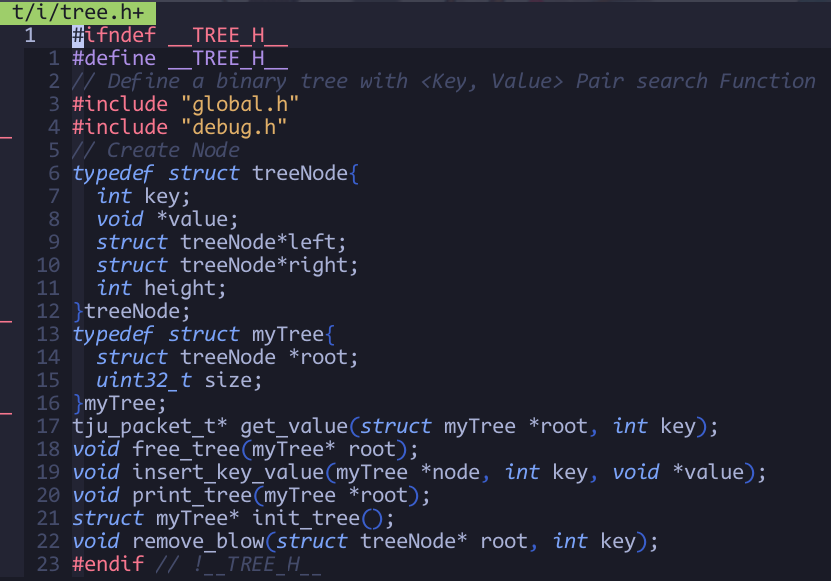 t/i/tree.h+
1 #ifndef __TREE_H__
1 #define __TREE_H__
2 // Define a binary tree with <Key, Value> Pair search Function
3 #include "global.h"
4 #include "debug.h"
5 // Create Node
6 typedef struct treeNode{
7   int key;
8   void *value;
9   struct treeNode*left;
10   struct treeNode*right;
11   int height;
12 }treeNode;
13 typedef struct myTree{
14   struct treeNode *root;
15   uint32_t size;
16 }myTree;
17 tju_packet_t* get_value(struct myTree *root, int key);
18 void free_tree(myTree* root);
19 void insert_key_value(myTree *node, int key, void *value);
20 void print_tree(myTree *root);
21 struct myTree* init_tree();
22 void remove_blow(struct treeNode* root, int key);
23 #endif // !__TREE_H__